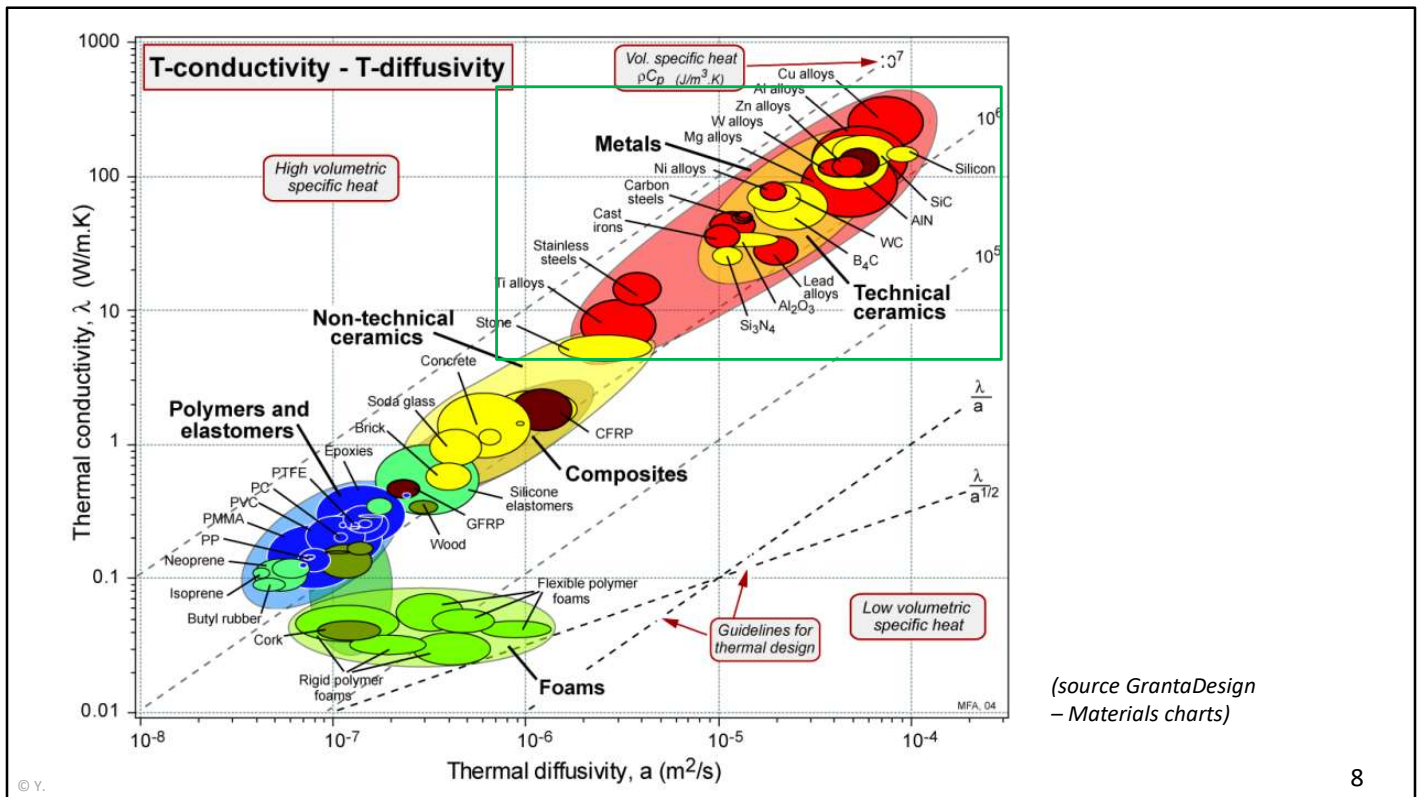 T-conductivity - T-diffusivity
Vol. specific heat
ρCp (J/m³.K)
10⁷
10⁶
10⁵
High volumetric
specific heat
Metals
Cu alloys
Al alloys
Zn alloys
W alloys
Mg alloys
Ni alloys
Carbon
steels
Cast
irons
Stainless
steels
Ti alloys
Stone
Silicon
SiC
AlN
WC
B₄C
Lead
alloys
Al₂O₃
Si₃N₄
Technical
ceramics
Non-technical
ceramics
Concrete
Soda glass
Brick
CFRP
Composites
Polymers and
elastomers
Epoxies
PTFE
PC
PVC
PMMA
PP
Neoprene
Isoprene
Butyl rubber
Silicone
elastomers
GFRP
Wood
Cork
Flexible polymer
foams
Rigid polymer
foams
Foams
λ
a
λ
a1/2
Guidelines for
thermal design
Low volumetric
specific heat
MFA, 04
1000
100
10
1
0.1
0.01
Thermal conductivity, λ (W/m.K)
10-8
10-7
10-6
10-5
10-4
Thermal diffusivity, a (m²/s)
(source GrantaDesign
– Materials charts)
© Y.
8